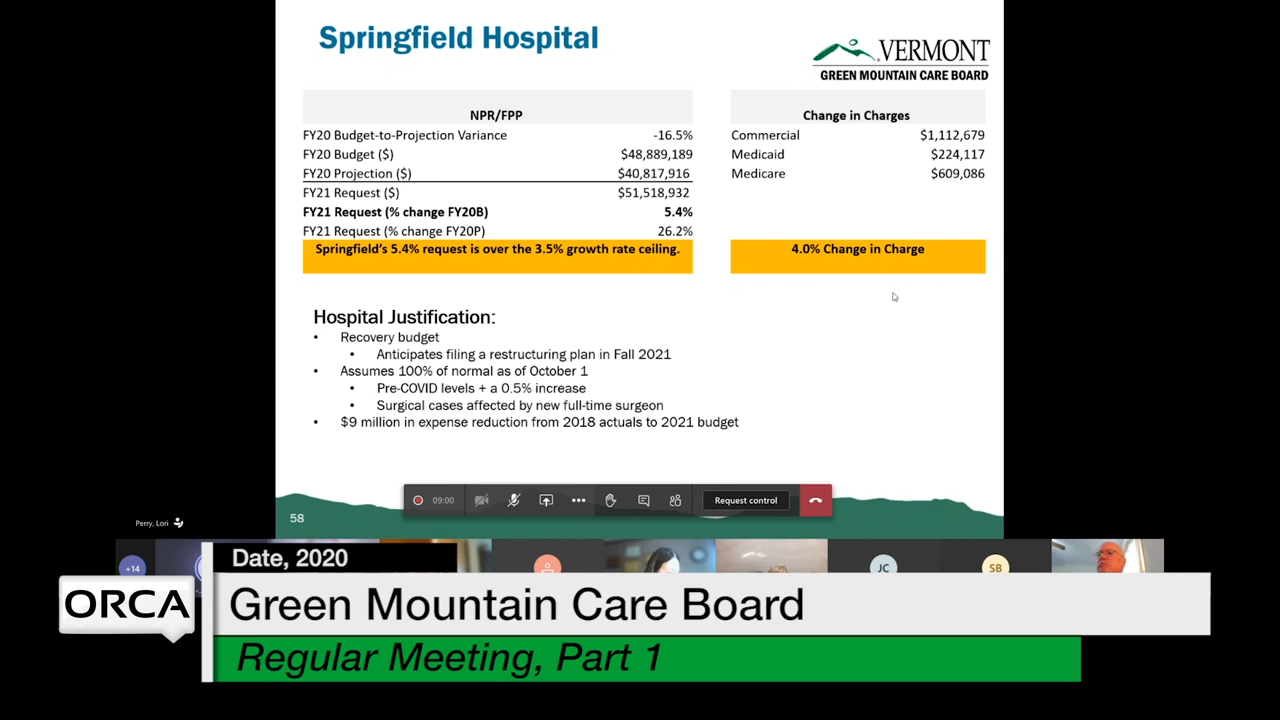 Springfield Hospital
VERMONT
GREEN MOUNTAIN CARE BOARD
NPR/FPP
FY20 Budget-to-Projection Variance -16.5%
FY20 Budget ($) $48,889,189
FY20 Projection ($) $40,817,916
FY21 Request ($) $51,518,932
FY21 Request (% change FY20B) 5.4%
FY21 Request (% change FY20P) 26.2%
Springfield's 5.4% request is over the 3.5% growth rate ceiling.
Change in Charges
Commercial $1,112,679
Medicaid $224,117
Medicare $609,086
4.0% Change in Charge
Hospital Justification:
• Recovery budget
• Anticipates filing a restructuring plan in Fall 2021
• Assumes 100% of normal as of October 1
• Pre-COVID levels + a 0.5% increase
• Surgical cases affected by new full-time surgeon
• $9 million in expense reduction from 2018 actuals to 2021 budget
09:00
Request control
58
Perry, Lori
+14
JC
SB
Date, 2020
ORCA
Green Mountain Care Board
Regular Meeting, Part 1